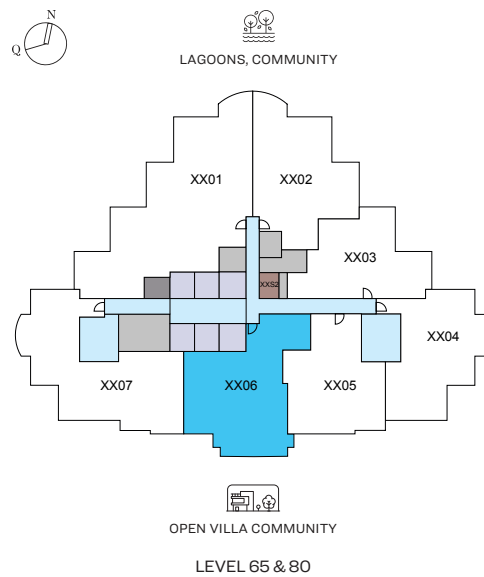 N
Q
LAGOONS, COMMUNITY
XX01
XX02
XX03
XXS2
XX04
XX07
XX06
XX05
OPEN VILLA COMMUNITY
LEVEL 65 & 80